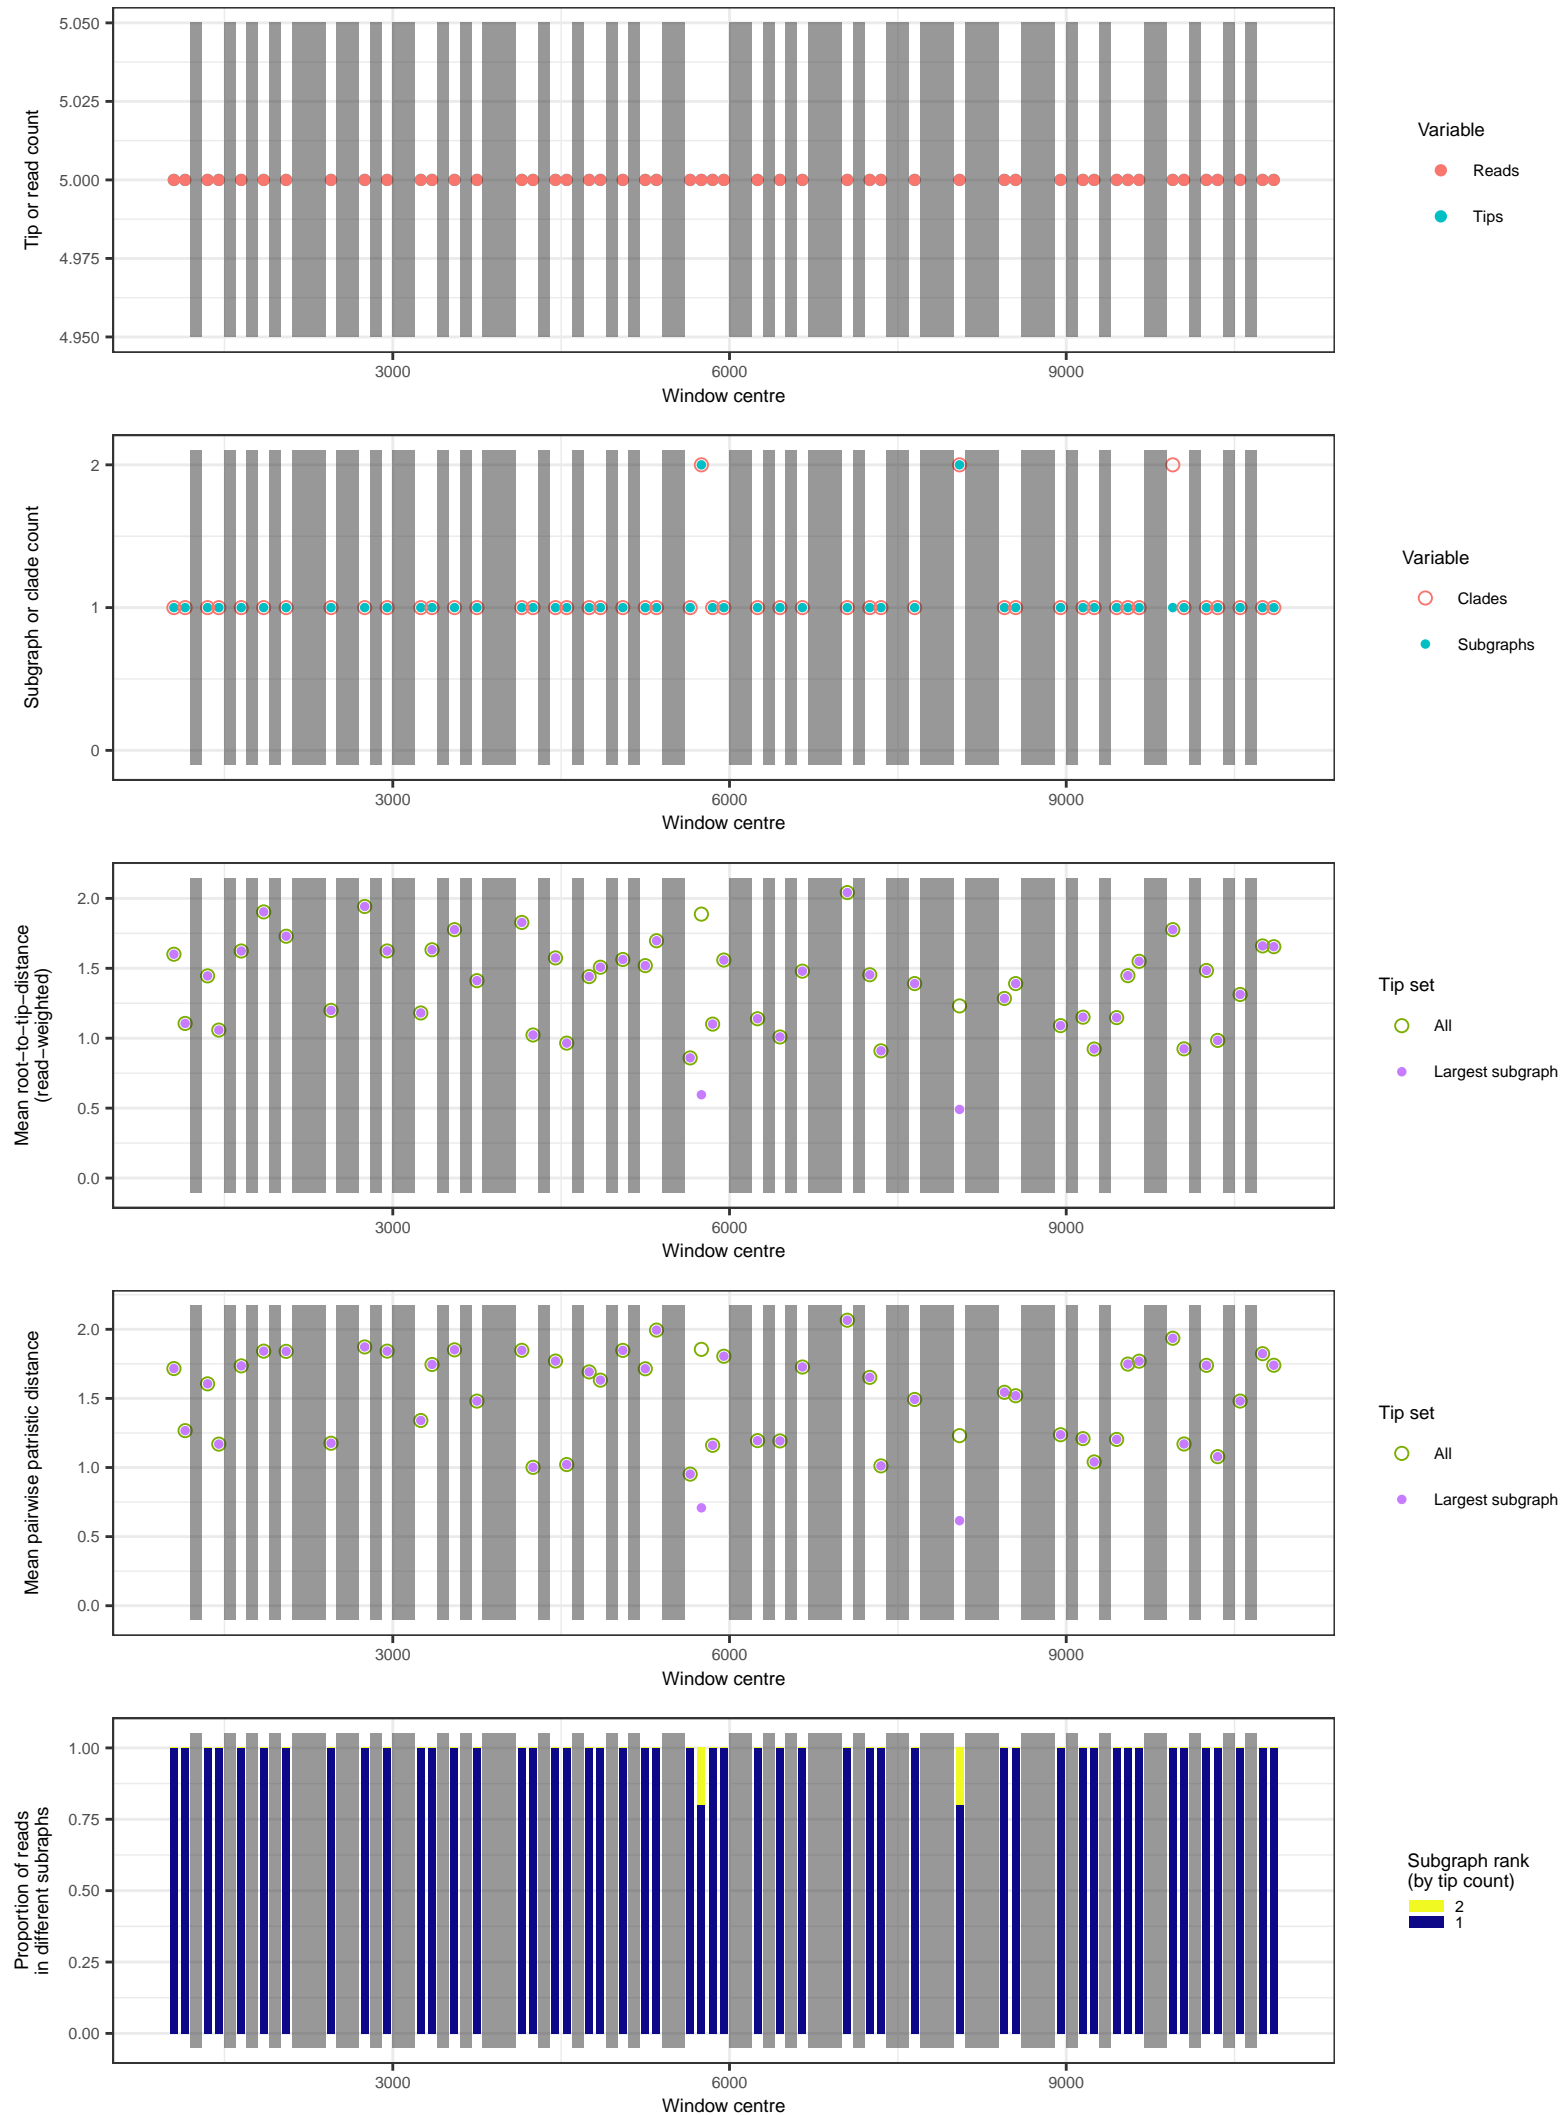 5.050
5.025
5.000
4.975
4.950
Tip or read count
3000 6000 9000
Window centre
Variable
Reads
Tips
2
1
0
Subgraph or clade count
3000 6000 9000
Window centre
Variable
Clades
Subgraphs
2.0
1.5
1.0
0.5
0.0
Mean root−to−tip−distance
(read−weighted)
3000 6000 9000
Window centre
Tip set
All
Largest subgraph
2.0
1.5
1.0
0.5
0.0
Mean pairwise patristic distance
3000 6000 9000
Window centre
Tip set
All
Largest subgraph
1.00
0.75
0.50
0.25
0.00
Proportion of reads
in different subraphs
3000 6000 9000
Window centre
Subgraph rank
(by tip count)
2
1